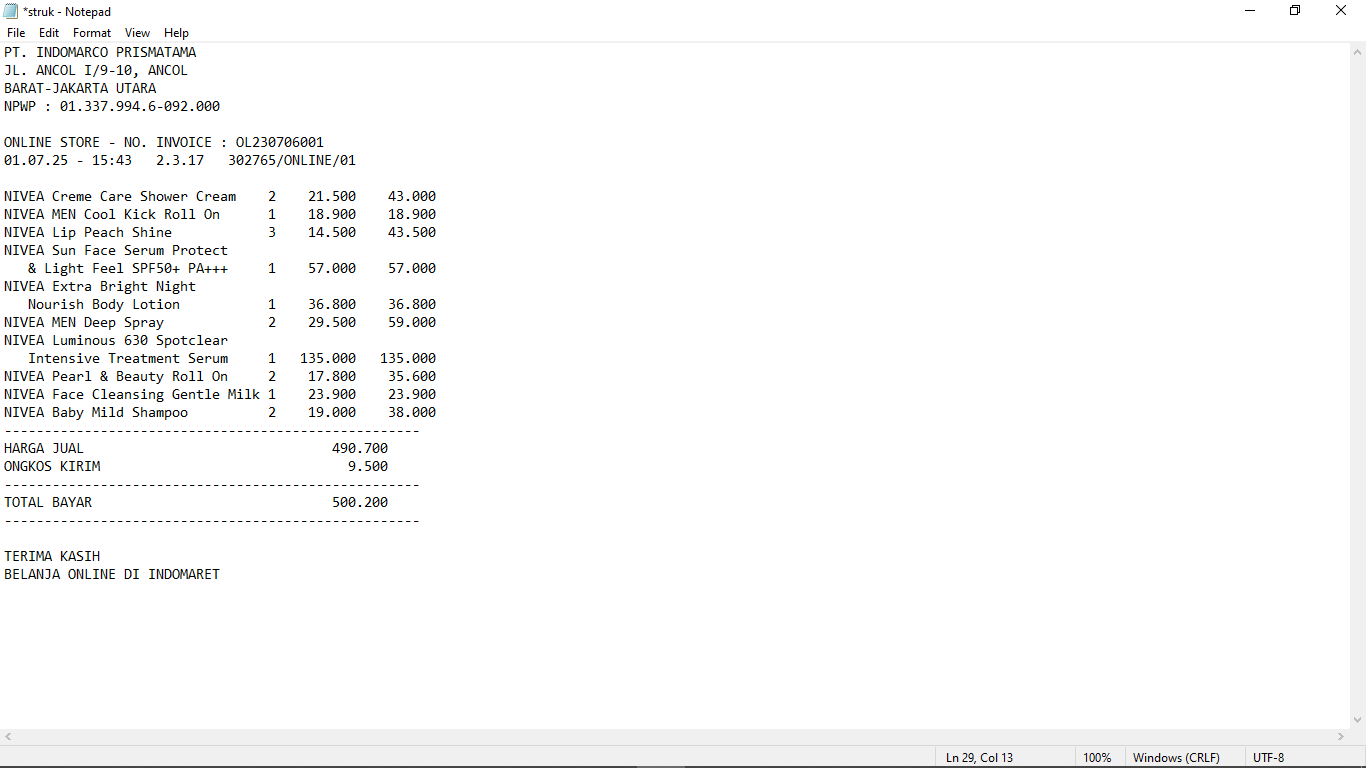 *struk - Notepad
File Edit Format View Help
PT. INDOMARCO PRISMATAMA
JL. ANCOL I/9-10, ANCOL
BARAT-JAKARTA UTARA
NPWP : 01.337.994.6-092.000
ONLINE STORE - NO. INVOICE : OL230706001
01.07.25 - 15:43 2.3.17 302765/ONLINE/01
NIVEA Creme Care Shower Cream 2 21.500 43.000
NIVEA MEN Cool Kick Roll On 1 18.900 18.900
NIVEA Lip Peach Shine 3 14.500 43.500
NIVEA Sun Face Serum Protect
& Light Feel SPF50+ PA+++ 1 57.000 57.000
NIVEA Extra Bright Night
Nourish Body Lotion 1 36.800 36.800
NIVEA MEN Deep Spray 2 29.500 59.000
NIVEA Luminous 630 Spotclear
Intensive Treatment Serum 1 135.000 135.000
NIVEA Pearl & Beauty Roll On 2 17.800 35.600
NIVEA Face Cleansing Gentle Milk 1 23.900 23.900
NIVEA Baby Mild Shampoo 2 19.000 38.000
----------------------------------------------------
HARGA JUAL 490.700
ONGKOS KIRIM 9.500
----------------------------------------------------
TOTAL BAYAR 500.200
----------------------------------------------------
TERIMA KASIH
BELANJA ONLINE DI INDOMARET
Ln 29, Col 13 100% Windows (CRLF) UTF-8